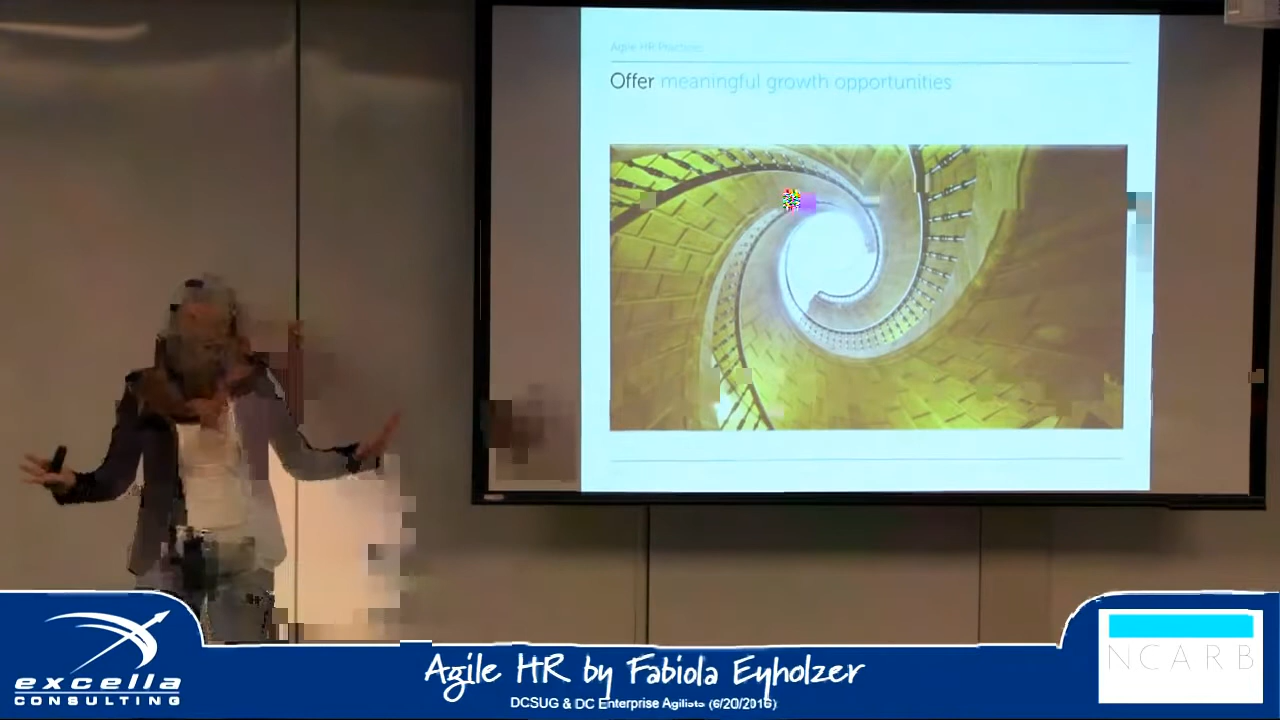 Agile HR Practices
Offer meaningful growth opportunities
excella
CONSULTING
Agile HR by Fabiola Eyholzer
DCSUG & DC Enterprise Agilists (6/20/2016)
NCARB